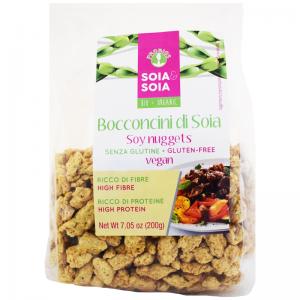 PROBIOS
SOIA&
SOIA
BIO • ORGANIC
Bocconcini di Soia
Soy nuggets
SENZA GLUTINE • GLUTEN-FREE
vegan
RICCO DI FIBRE
HIGH FIBRE
RICCO DI PROTEINE
HIGH PROTEIN
Net Wt 7.05 oz (200g)